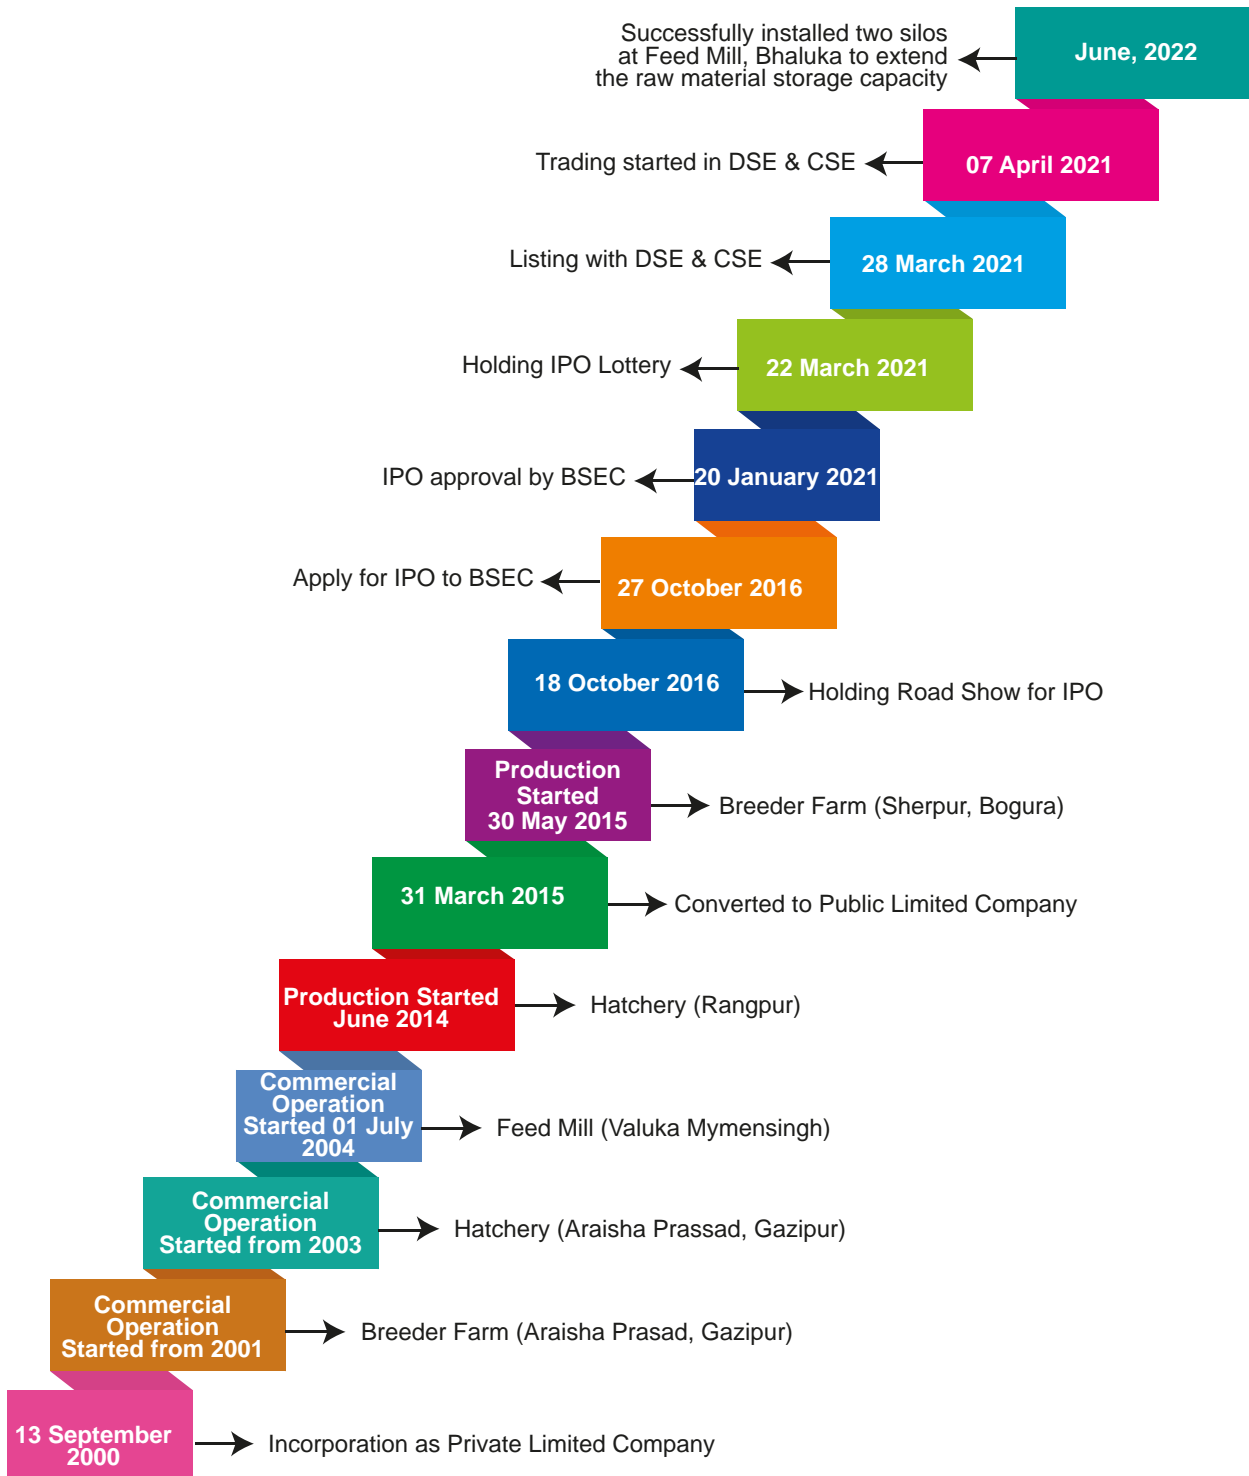 Successfully installed two silos
at Feed Mill, Bhaluka to extend
the raw material storage capacity
June, 2022
Trading started in DSE & CSE
07 April 2021
Listing with DSE & CSE
28 March 2021
Holding IPO Lottery
22 March 2021
IPO approval by BSEC
20 January 2021
Apply for IPO to BSEC
27 October 2016
18 October 2016
Holding Road Show for IPO
Production
Started
30 May 2015
Breeder Farm (Sherpur, Bogura)
31 March 2015
Converted to Public Limited Company
Production Started
June 2014
Hatchery (Rangpur)
Commercial
Operation
Started 01 July
2004
Feed Mill (Valuka Mymensingh)
Commercial
Operation
Started from 2003
Hatchery (Araisha Prassad, Gazipur)
Commercial
Operation
Started from 2001
Breeder Farm (Araisha Prasad, Gazipur)
13 September
2000
Incorporation as Private Limited Company